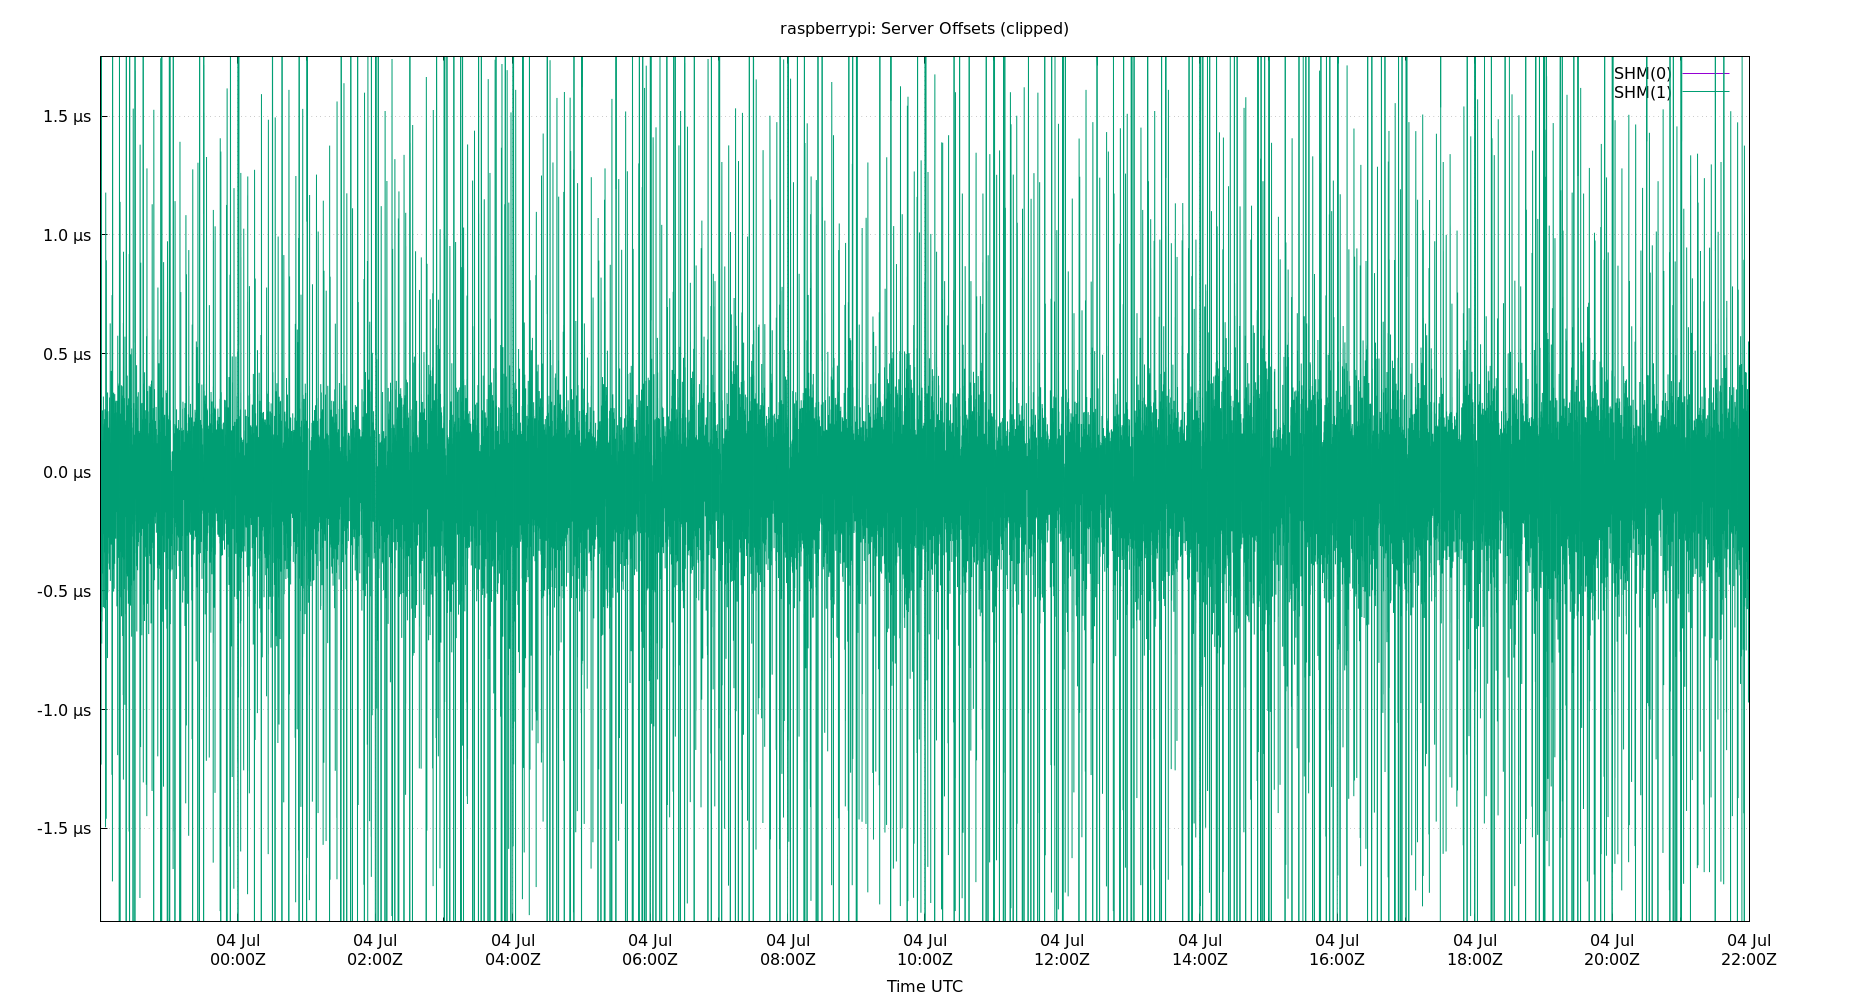 raspberrypi: Server Offsets (clipped)
SHM(0)
SHM(1)
1.5 µs
1.0 µs
0.5 µs
0.0 µs
-0.5 µs
-1.0 µs
-1.5 µs
04 Jul 04 Jul 04 Jul 04 Jul 04 Jul 04 Jul 04 Jul 04 Jul 04 Jul 04 Jul 04 Jul 04 Jul
00:00Z 02:00Z 04:00Z 06:00Z 08:00Z 10:00Z 12:00Z 14:00Z 16:00Z 18:00Z 20:00Z 22:00Z
Time UTC